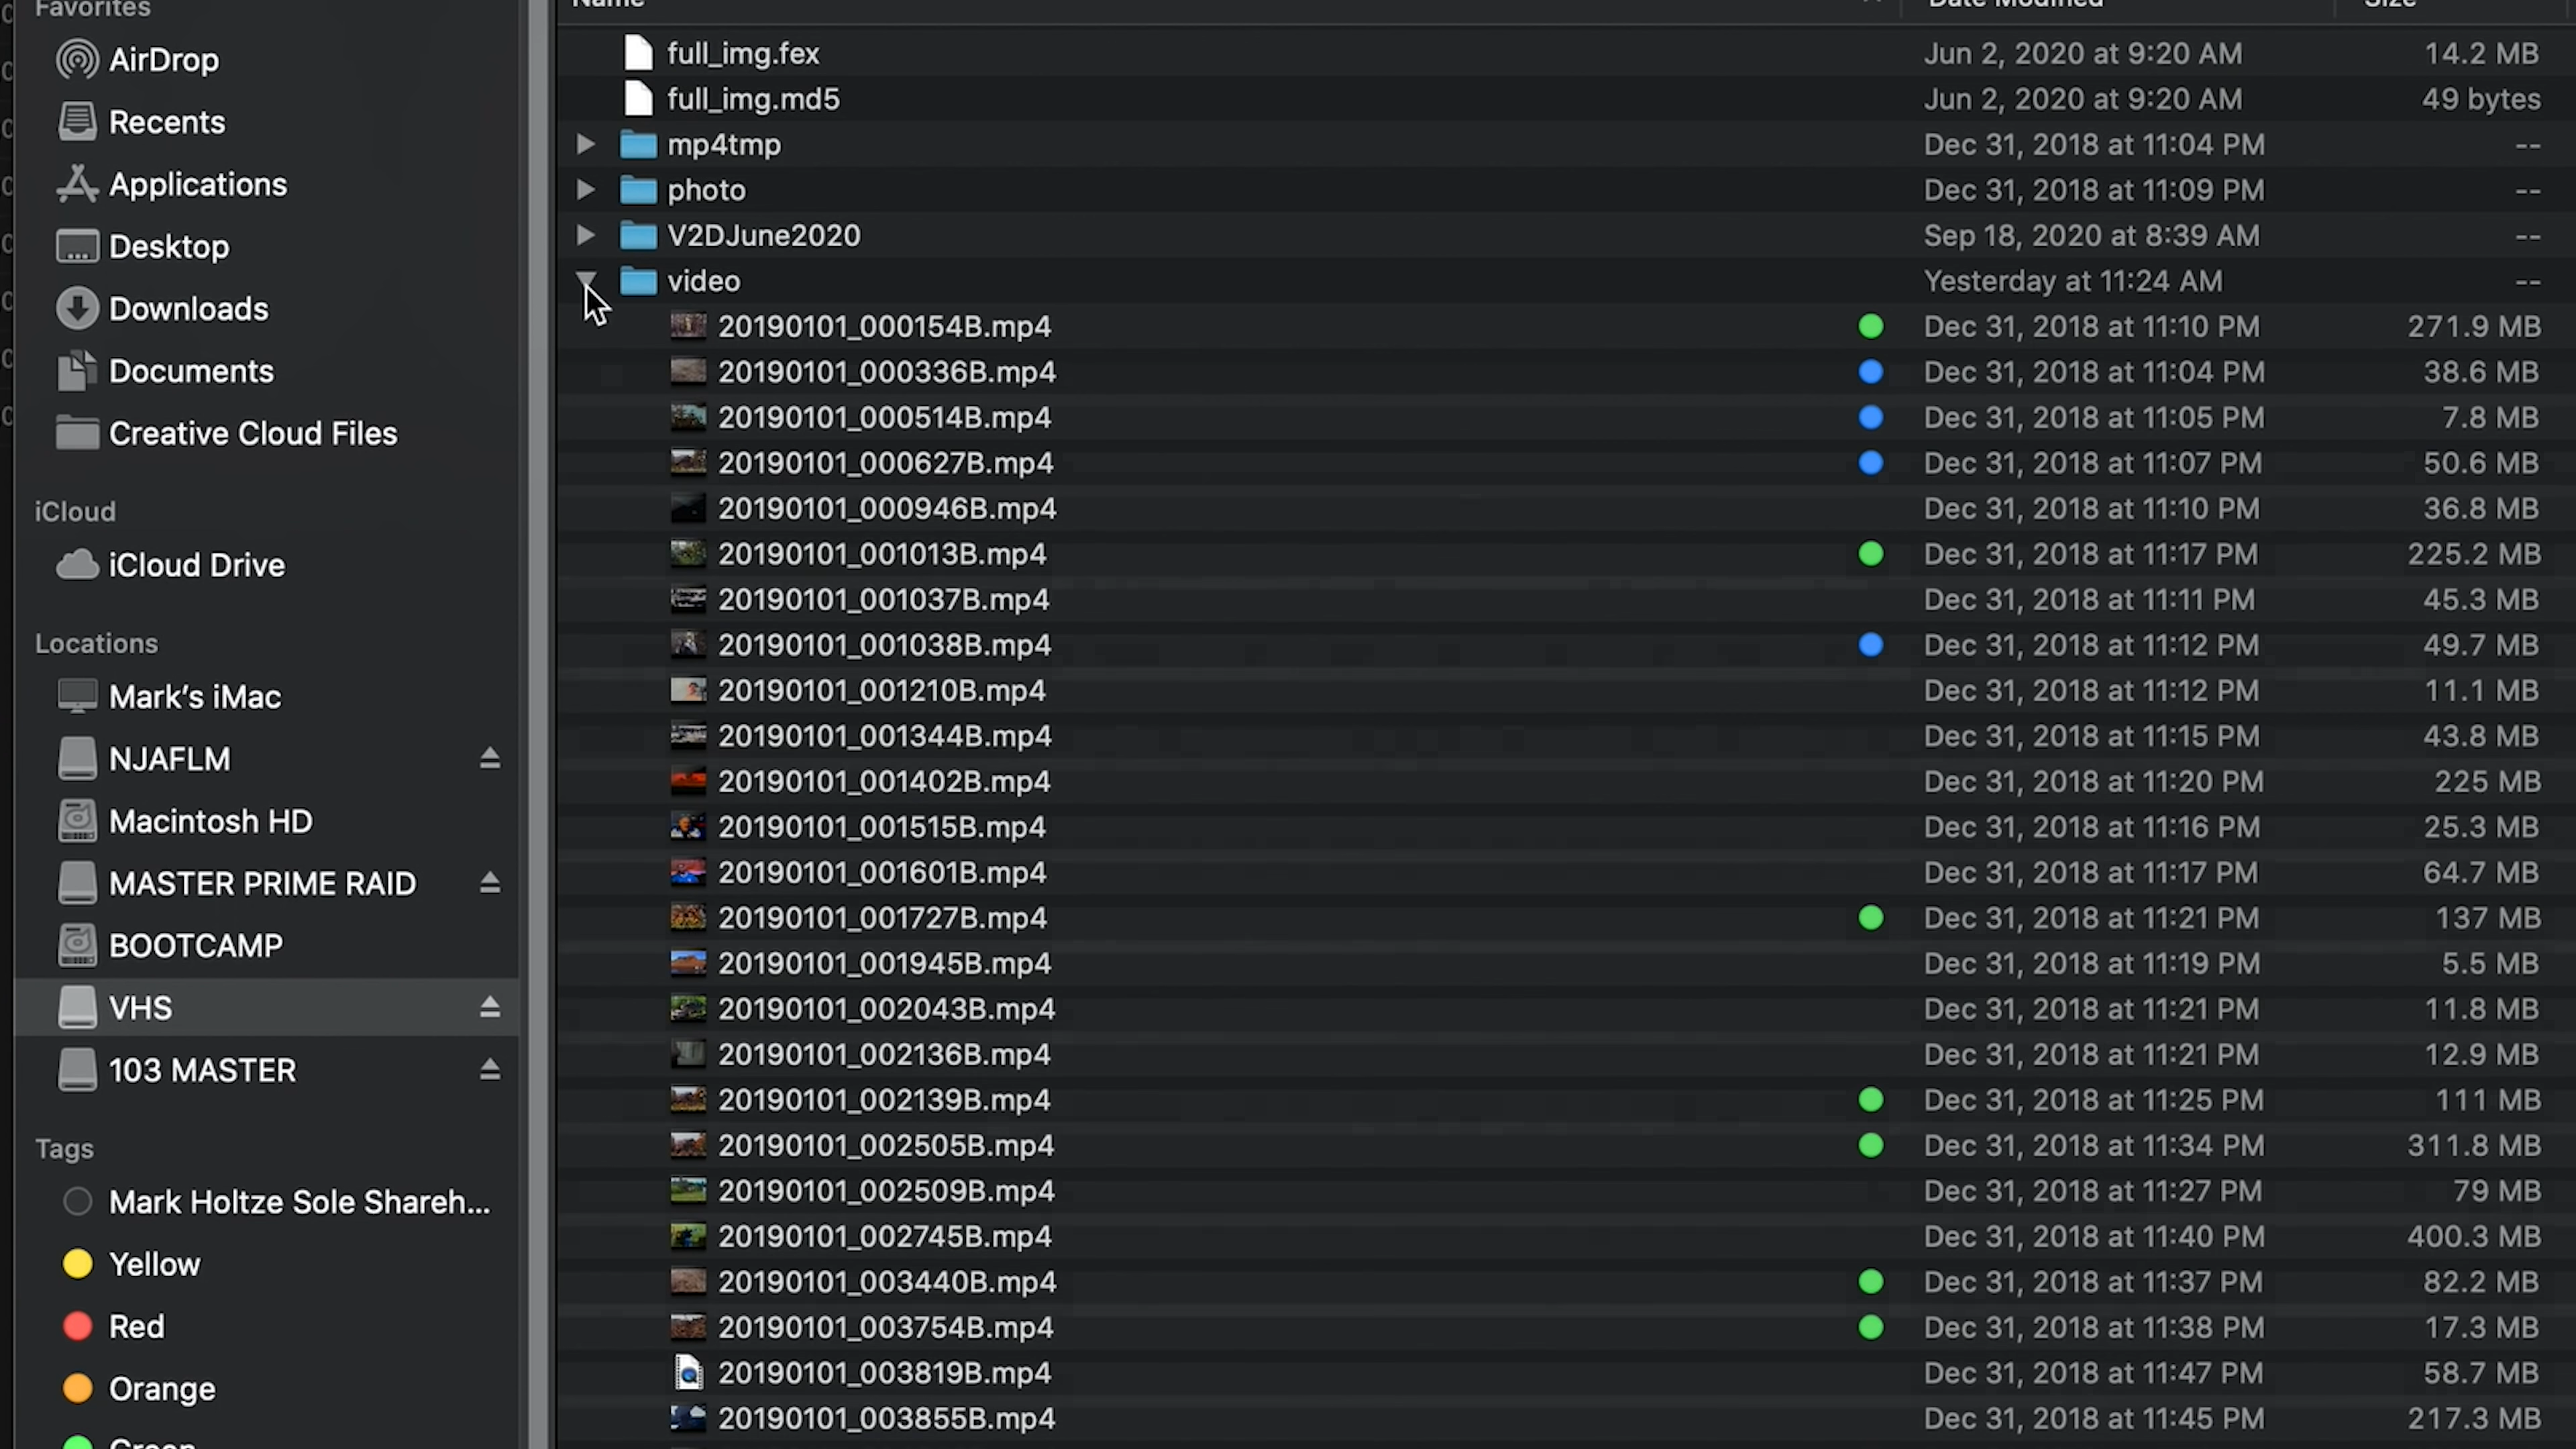 Favorites
AirDrop
Recents
Applications
Desktop
Downloads
Documents
Creative Cloud Files
iCloud
iCloud Drive
Locations
Mark's iMac
NJAFLM
Macintosh HD
MASTER PRIME RAID
BOOTCAMP
VHS
103 MASTER
Tags
Mark Holtze Sole Shareh...
Yellow
Red
Orange
Green
Name Date Modified Size
full_img.fex Jun 2, 2020 at 9:20 AM 14.2 MB
full_img.md5 Jun 2, 2020 at 9:20 AM 49 bytes
mp4tmp Dec 31, 2018 at 11:04 PM --
photo Dec 31, 2018 at 11:09 PM --
V2DJune2020 Sep 18, 2020 at 8:39 AM --
video Yesterday at 11:24 AM --
20190101_000154B.mp4 Dec 31, 2018 at 11:10 PM 271.9 MB
20190101_000336B.mp4 Dec 31, 2018 at 11:04 PM 38.6 MB
20190101_000514B.mp4 Dec 31, 2018 at 11:05 PM 7.8 MB
20190101_000627B.mp4 Dec 31, 2018 at 11:07 PM 50.6 MB
20190101_000946B.mp4 Dec 31, 2018 at 11:10 PM 36.8 MB
20190101_001013B.mp4 Dec 31, 2018 at 11:17 PM 225.2 MB
20190101_001037B.mp4 Dec 31, 2018 at 11:11 PM 45.3 MB
20190101_001038B.mp4 Dec 31, 2018 at 11:12 PM 49.7 MB
20190101_001210B.mp4 Dec 31, 2018 at 11:12 PM 11.1 MB
20190101_001344B.mp4 Dec 31, 2018 at 11:15 PM 43.8 MB
20190101_001402B.mp4 Dec 31, 2018 at 11:20 PM 225 MB
20190101_001515B.mp4 Dec 31, 2018 at 11:16 PM 25.3 MB
20190101_001601B.mp4 Dec 31, 2018 at 11:17 PM 64.7 MB
20190101_001727B.mp4 Dec 31, 2018 at 11:21 PM 137 MB
20190101_001945B.mp4 Dec 31, 2018 at 11:19 PM 5.5 MB
20190101_002043B.mp4 Dec 31, 2018 at 11:21 PM 11.8 MB
20190101_002136B.mp4 Dec 31, 2018 at 11:21 PM 12.9 MB
20190101_002139B.mp4 Dec 31, 2018 at 11:25 PM 111 MB
20190101_002505B.mp4 Dec 31, 2018 at 11:34 PM 311.8 MB
20190101_002509B.mp4 Dec 31, 2018 at 11:27 PM 79 MB
20190101_002745B.mp4 Dec 31, 2018 at 11:40 PM 400.3 MB
20190101_003440B.mp4 Dec 31, 2018 at 11:37 PM 82.2 MB
20190101_003754B.mp4 Dec 31, 2018 at 11:38 PM 17.3 MB
20190101_003819B.mp4 Dec 31, 2018 at 11:47 PM 58.7 MB
20190101_003855B.mp4 Dec 31, 2018 at 11:45 PM 217.3 MB